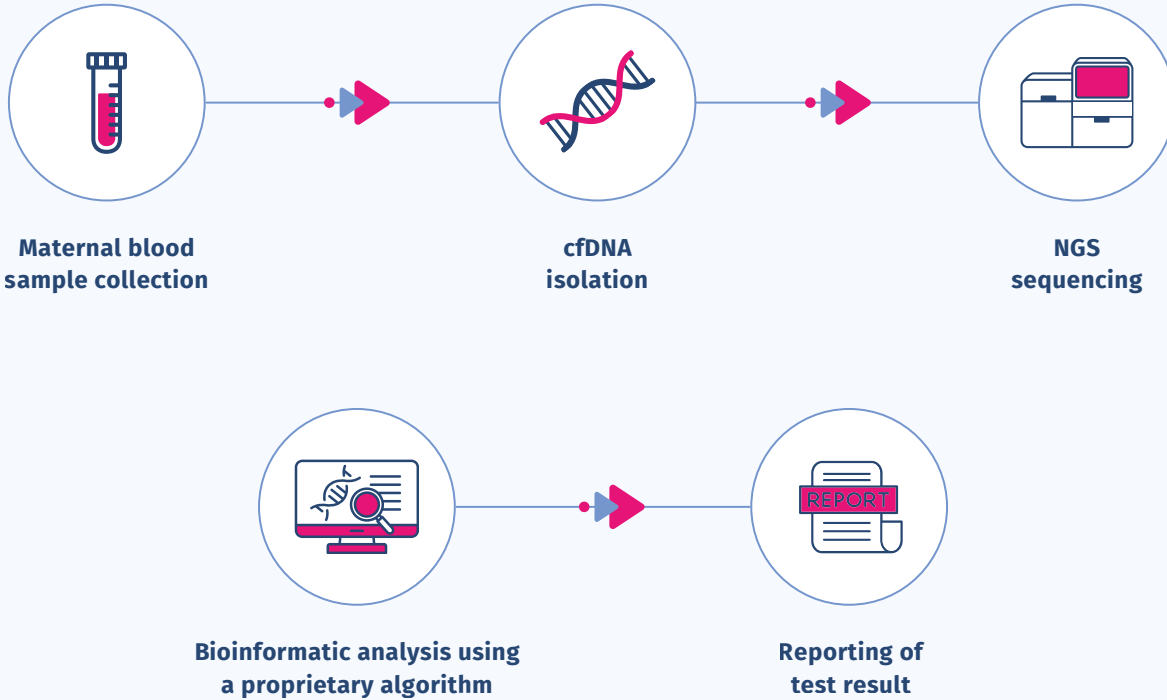 Maternal blood
sample collection
cfDNA
isolation
NGS
sequencing
REPORT
Bioinformatic analysis using
a proprietary algorithm
Reporting of
test result